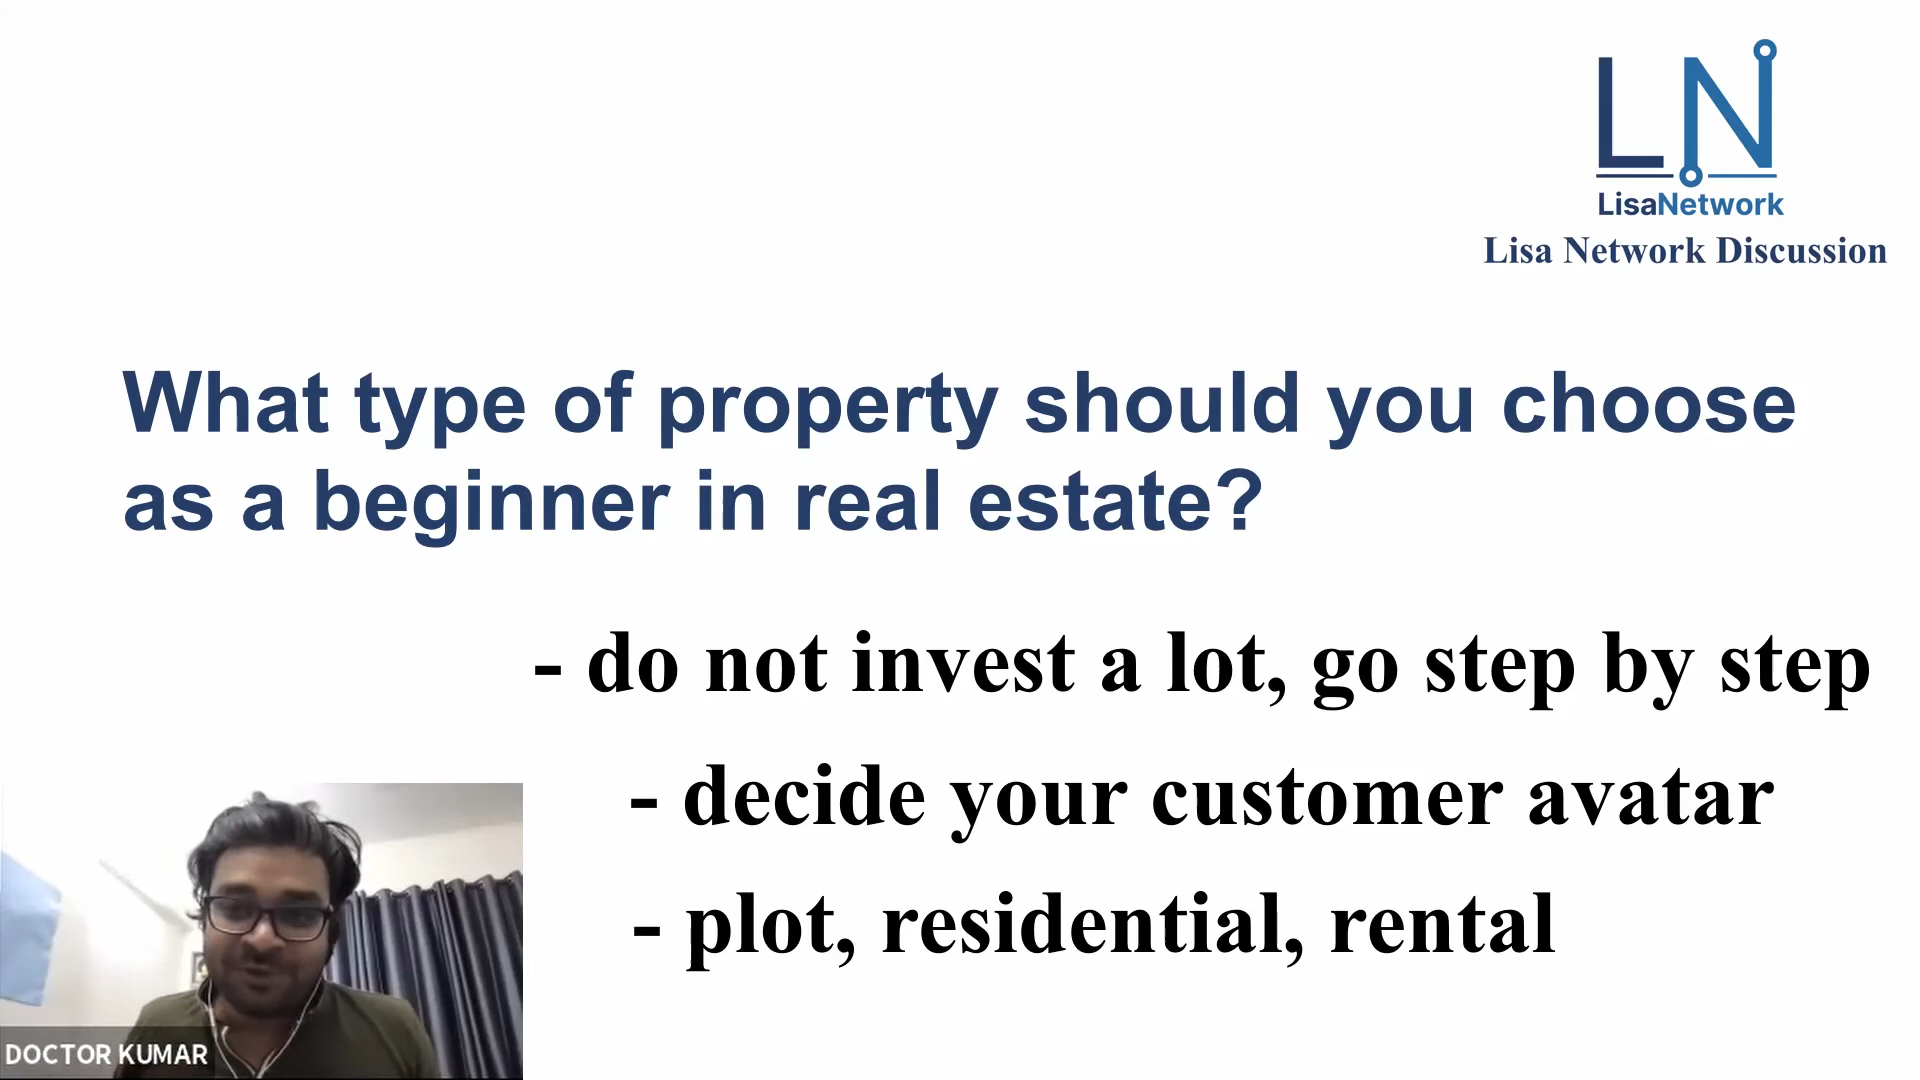 LN
LisaNetwork
Lisa Network Discussion
What type of property should you choose
as a beginner in real estate?
- do not invest a lot, go step by step
- decide your customer avatar
- plot, residential, rental
DOCTOR KUMAR